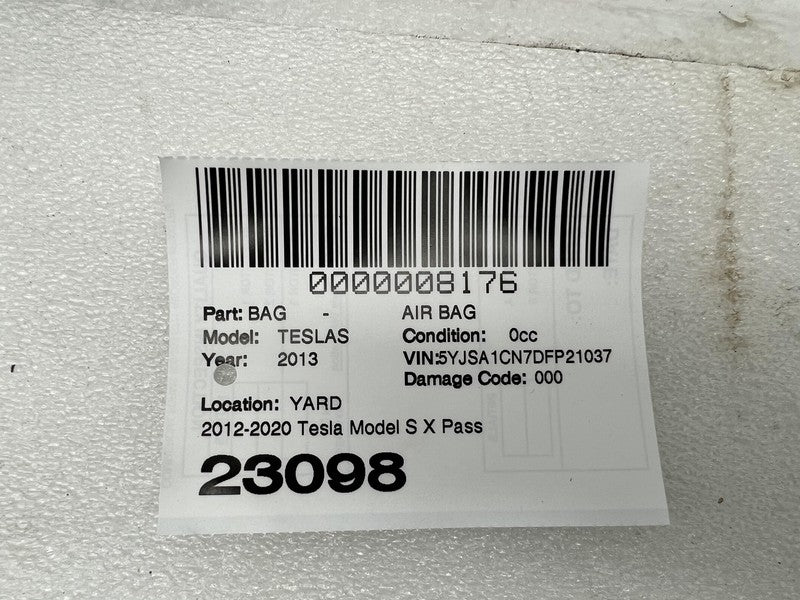 0000008176
Part: BAG - AIR BAG
Model: TESLAS Condition: 0cc
Year: 2013 VIN:5YJSA1CN7DFP21037
Damage Code: 000
Location: YARD
2012-2020 Tesla Model S X Pass
23098